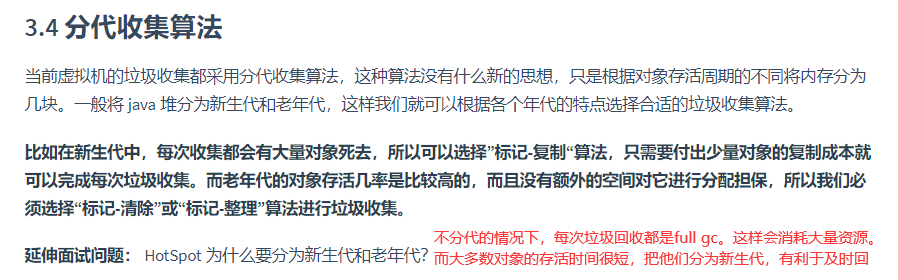 3.4 分代收集算法
当前虚拟机的垃圾收集都采用分代收集算法，这种算法没有什么新的思想，只是根据对象存活周期的不同将内存分为
几块。一般将 java 堆分为新生代和老年代，这样我们就可以根据各个年代的特点选择合适的垃圾收集算法。
比如在新生代中，每次收集都会有大量对象死去，所以可以选择”标记-复制“算法，只需要付出少量对象的复制成本就
可以完成每次垃圾收集。而老年代的对象存活几率是比较高的，而且没有额外的空间对它进行分配担保，所以我们必
须选择“标记-清除”或“标记-整理”算法进行垃圾收集。
延伸面试问题： HotSpot 为什么要分为新生代和老年代？
不分代的情况下，每次垃圾回收都是full gc。这样会消耗大量资源。
而大多数对象的存活时间很短，把他们分为新生代，有利于及时回